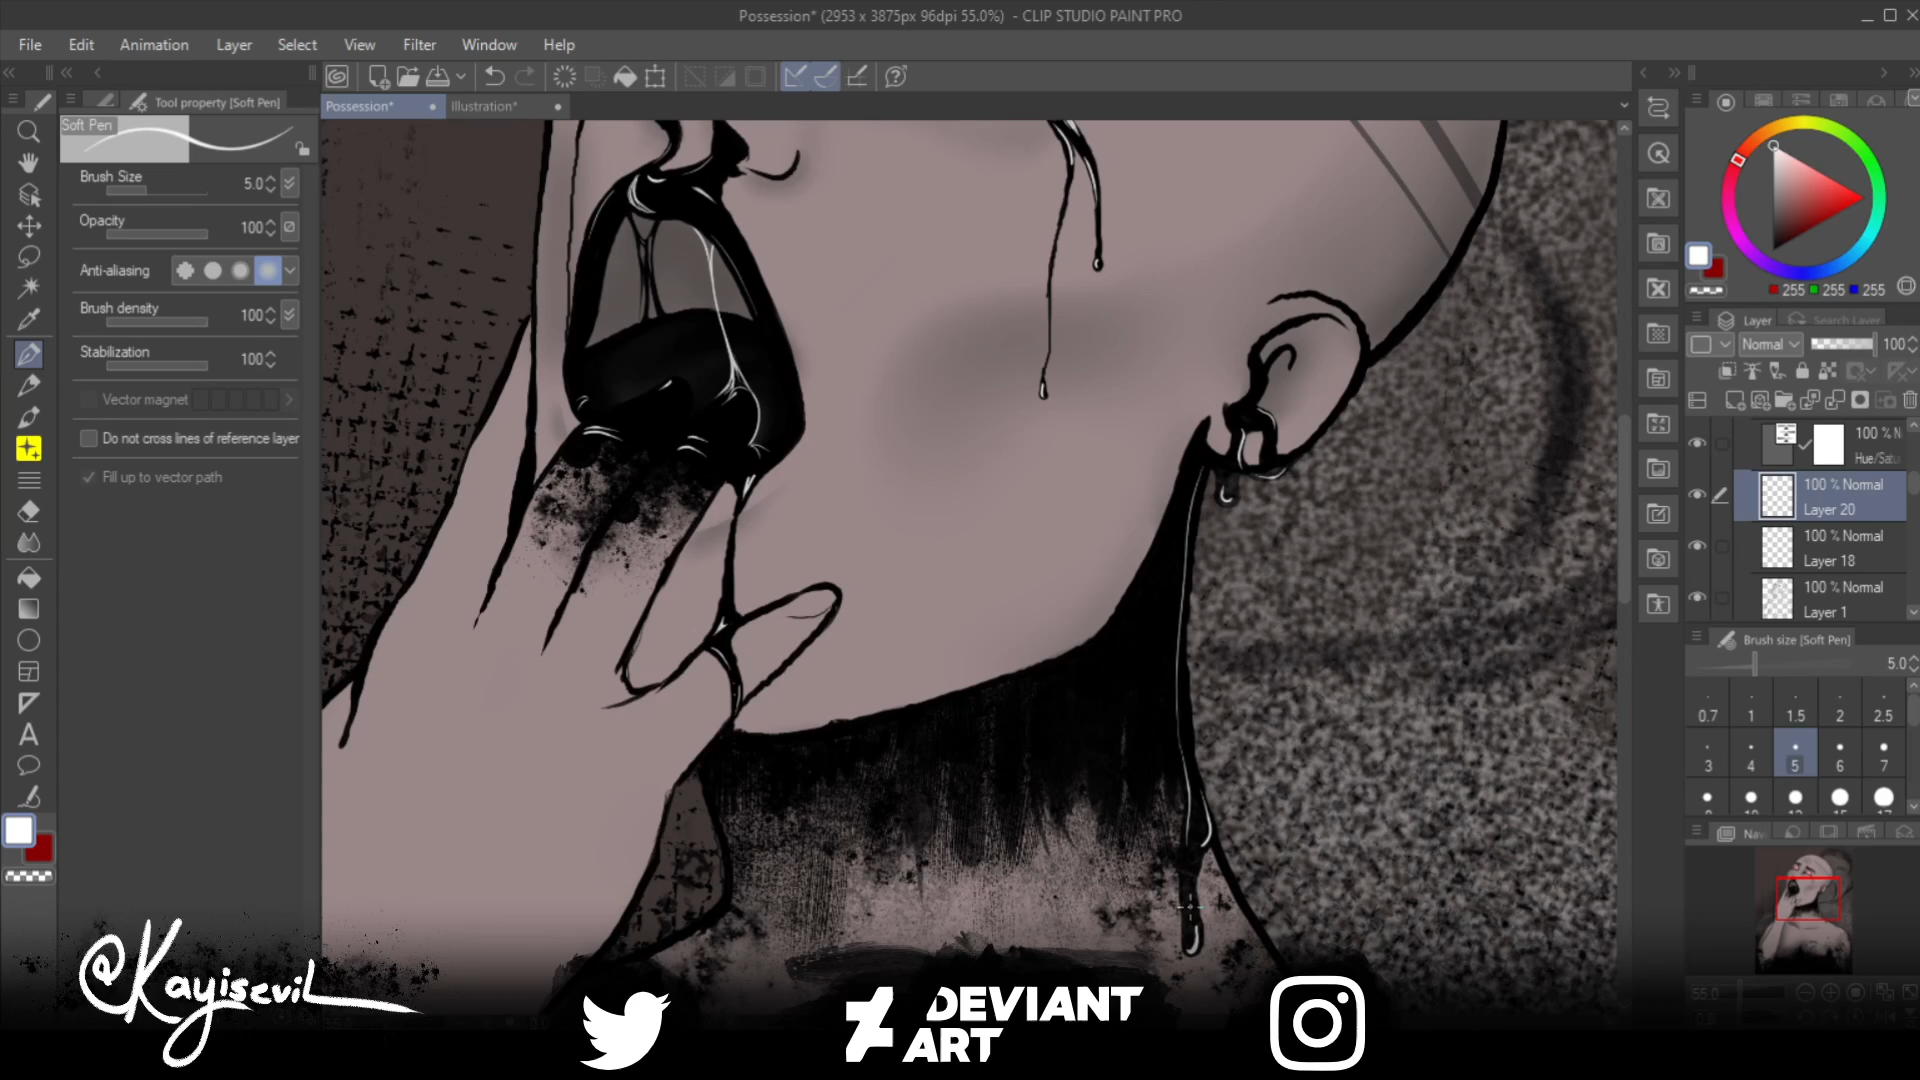 Possession* (2953 x 3875px 96dpi 55.0%) - CLIP STUDIO PAINT PRO
File Edit Animation Layer Select View Filter Window Help
Tool property [Soft Pen]
Possession* Illustration*
Soft Pen
Brush Size 5.0
Opacity 100
Anti-aliasing
Brush density 100
Stabilization 100
Vector magnet
Do not cross lines of reference layer
Fill up to vector path
255 255 255
Layer Search Layer
Normal 100
100 % N
Hue/Satu
100 % Normal
Layer 20
100 % Normal
Layer 18
100 % Normal
Layer 1
Brush size [Soft Pen]
5.0
0.7 1 1.5 2 2.5
3 4 5 6 7
Nav
55.0
@Kayisevil
DEVIANT
ART